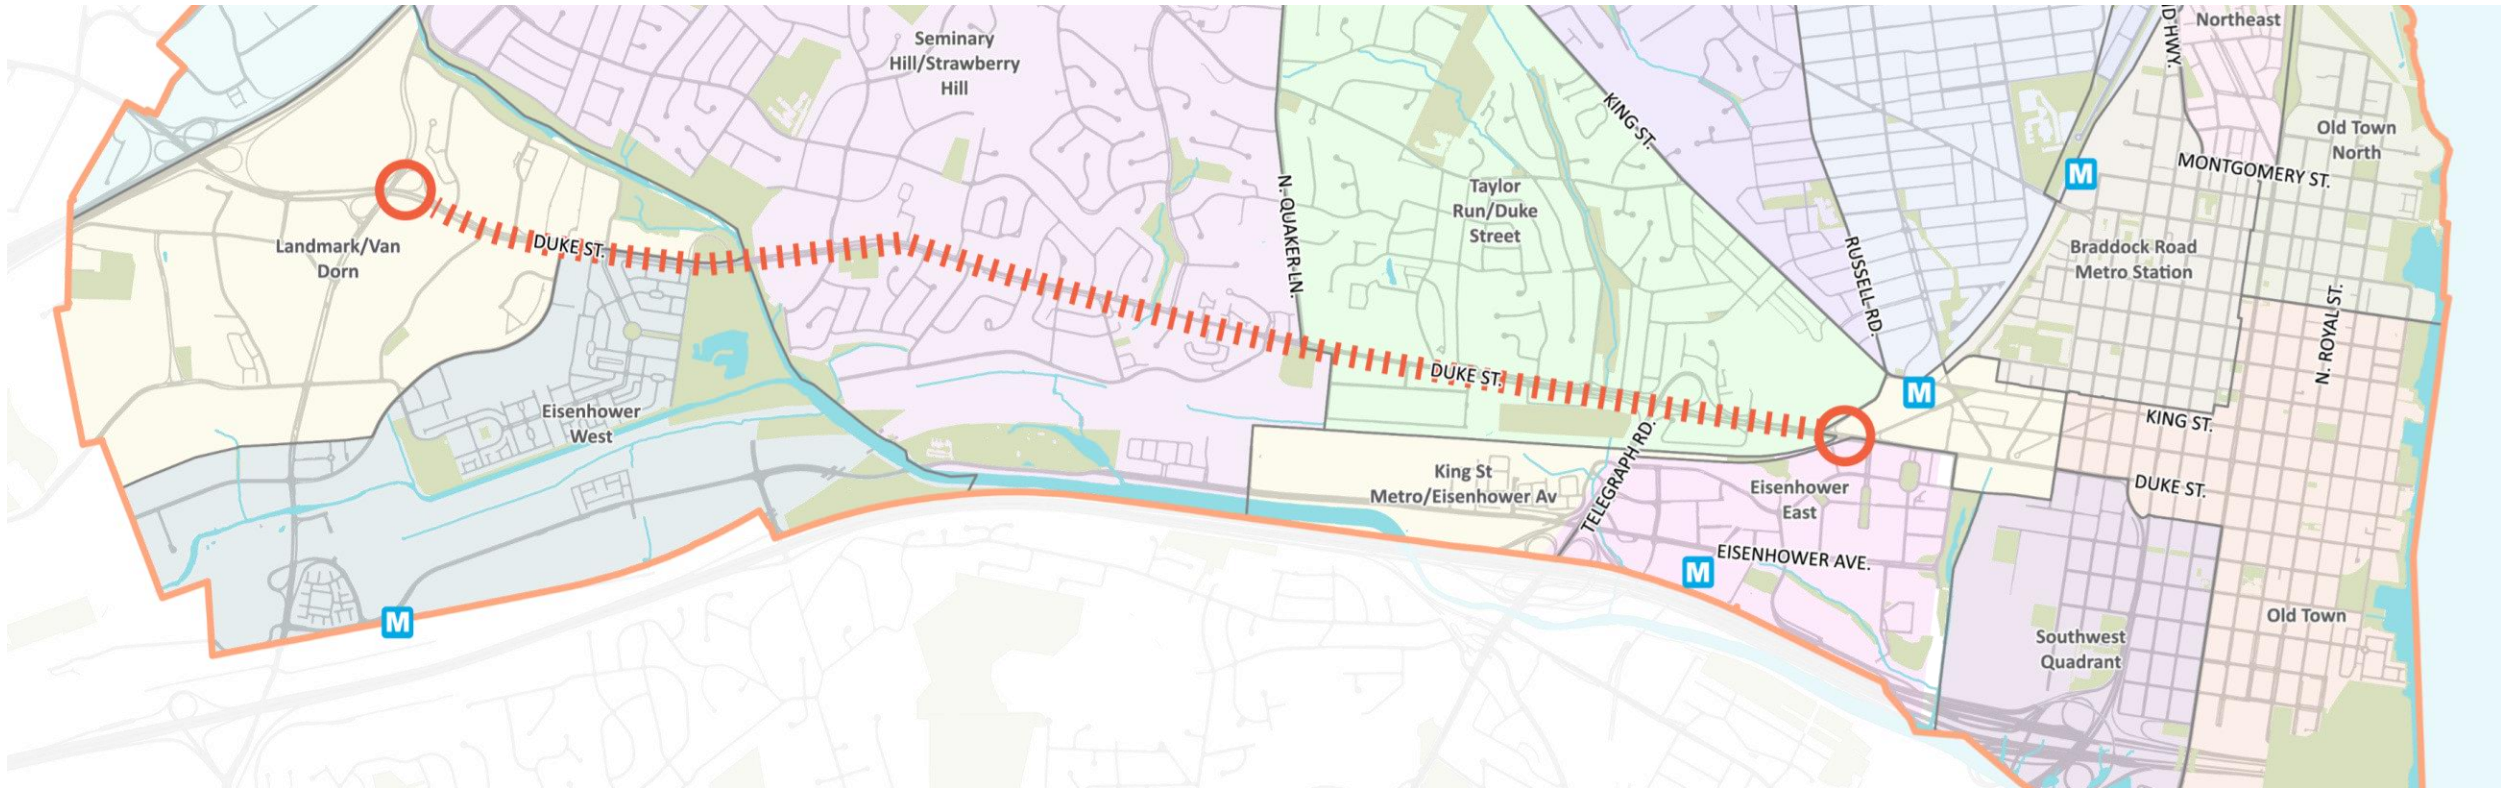 Seminary
Hill/Strawberry
Hill
Northeast
D HWY.
KING ST.
Old Town
North
M
MONTGOMERY ST.
Taylor
Run/Duke
Street
N. QUAKER LN.
Landmark/Van
Dorn
DUKE ST.
RUSSELL RD.
Braddock Road
Metro Station
N. ROYAL ST.
DUKE ST.
M
Eisenhower
West
KING ST.
TELEGRAPH RD.
King St
Metro/Eisenhower Av
Eisenhower
East
DUKE ST.
EISENHOWER AVE.
M
M
Old Town
Southwest
Quadrant